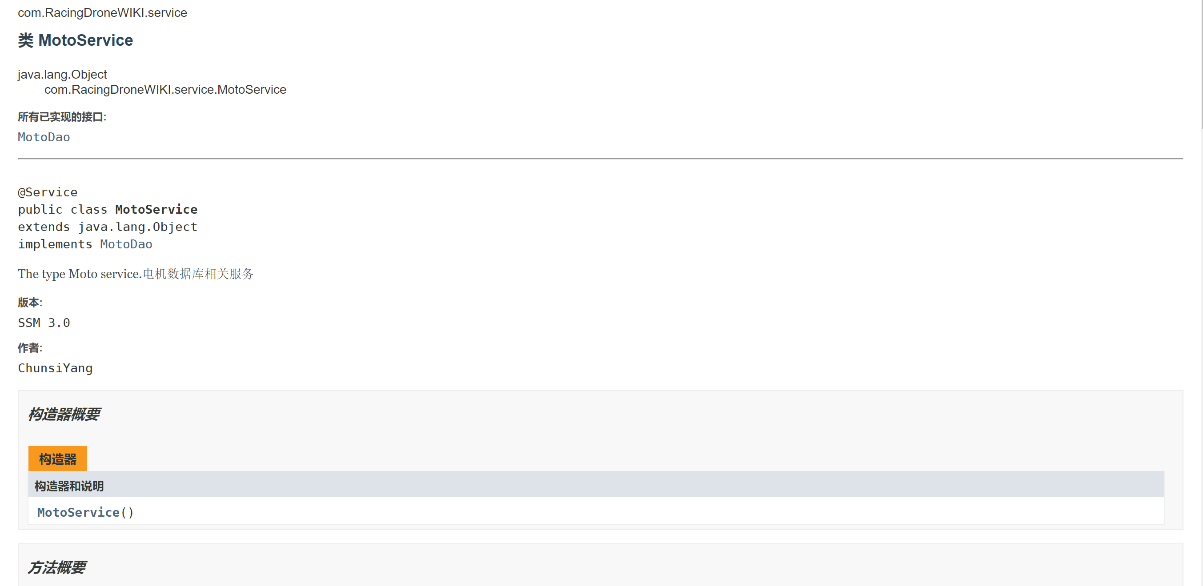 com.RacingDroneWIKI.service
类 MotoService
java.lang.Object
com.RacingDroneWIKI.service.MotoService
所有已实现的接口:
MotoDao
@Service
public class MotoService
extends java.lang.Object
implements MotoDao
The type Moto service.电机数据库相关服务
版本:
SSM 3.0
作者:
ChunsiYang
构造器概要
构造器
构造器和说明
MotoService()
方法概要